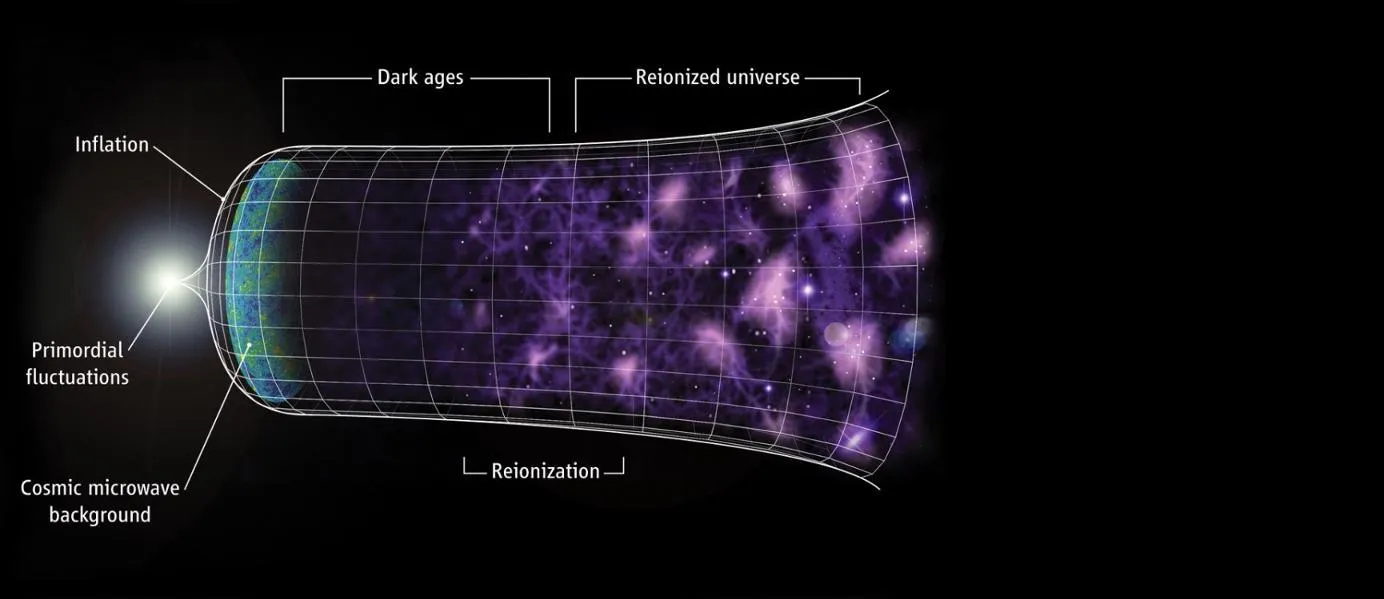 Dark ages
Reionized universe
Inflation
Primordial
fluctuations
Reionization
Cosmic microwave
background